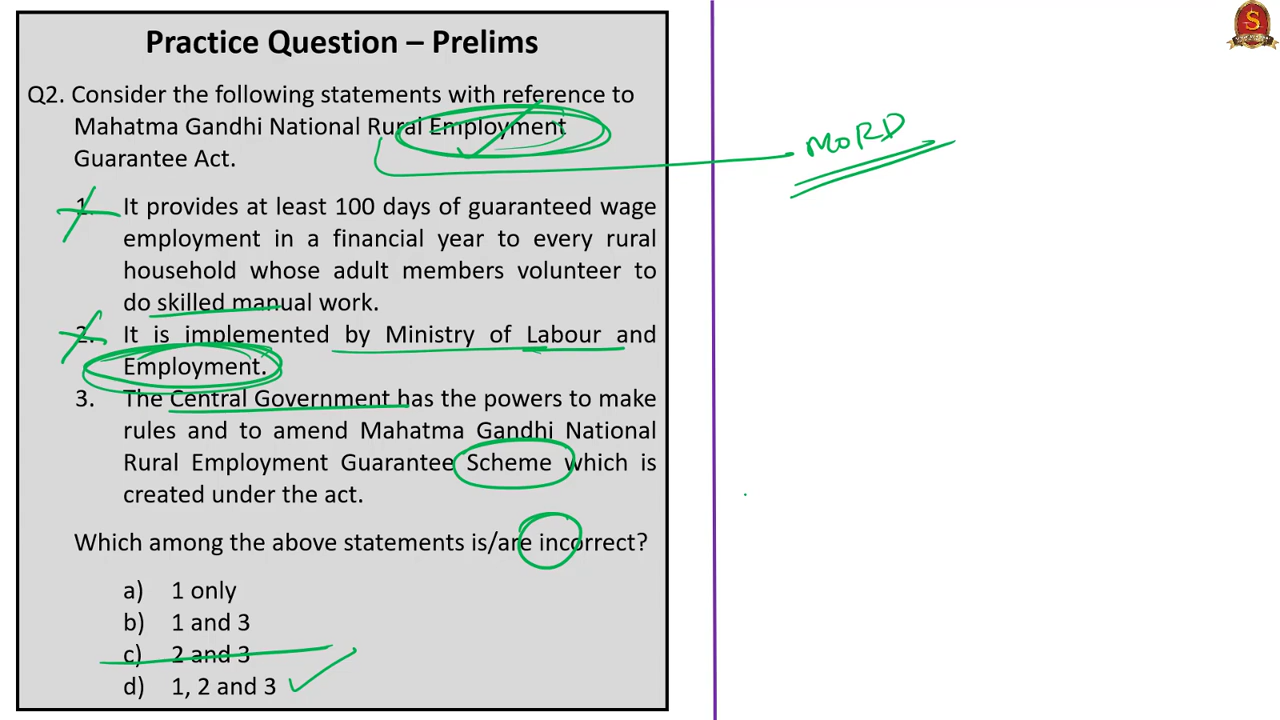 Practice Question – Prelims
Q2. Consider the following statements with reference to
Mahatma Gandhi National Rural Employment
Guarantee Act.
MoRD
1. It provides at least 100 days of guaranteed wage
employment in a financial year to every rural
household whose adult members volunteer to
do skilled manual work.
2. It is implemented by Ministry of Labour and
Employment.
3. The Central Government has the powers to make
rules and to amend Mahatma Gandhi National
Rural Employment Guarantee Scheme which is
created under the act.
Which among the above statements is/are incorrect?
a) 1 only
b) 1 and 3
c) 2 and 3
d) 1, 2 and 3
S